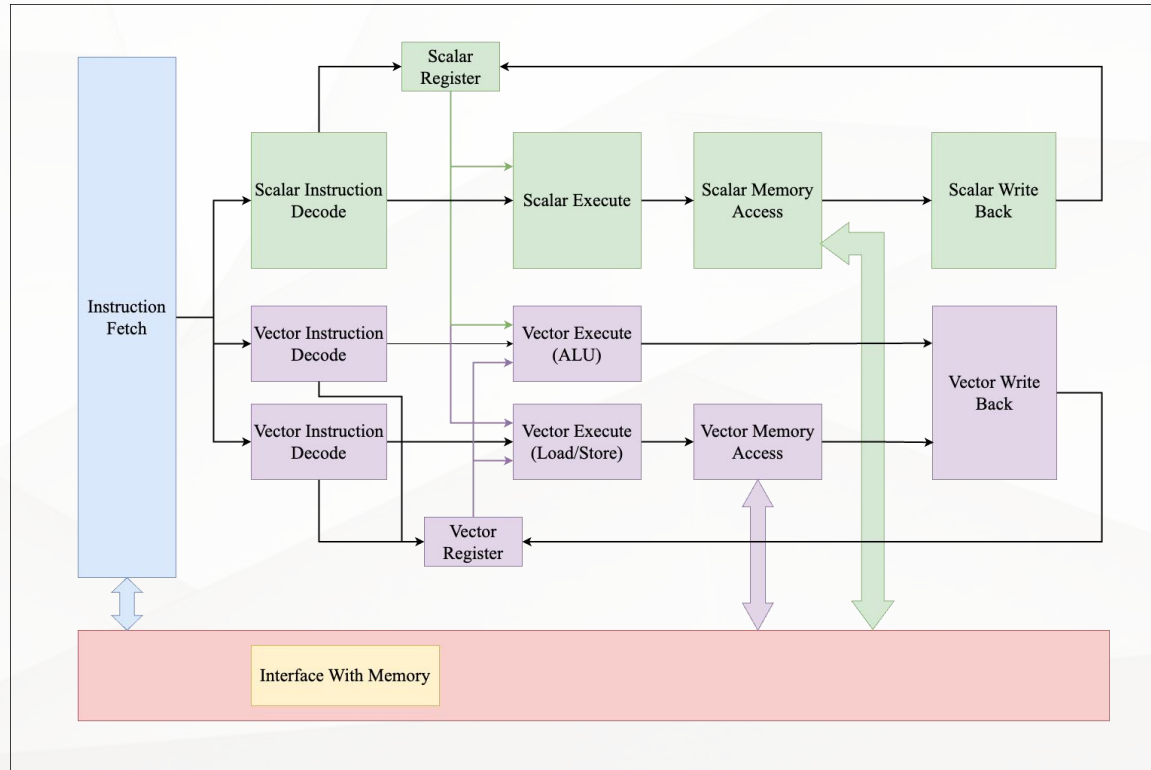 Scalar
Register
Scalar Instruction
Decode
Scalar Execute
Scalar Memory
Access
Scalar Write
Back
Instruction
Fetch
Vector Instruction
Decode
Vector Execute
(ALU)
Vector Write
Back
Vector Instruction
Decode
Vector Execute
(Load/Store)
Vector Memory
Access
Vector
Register
Interface With Memory